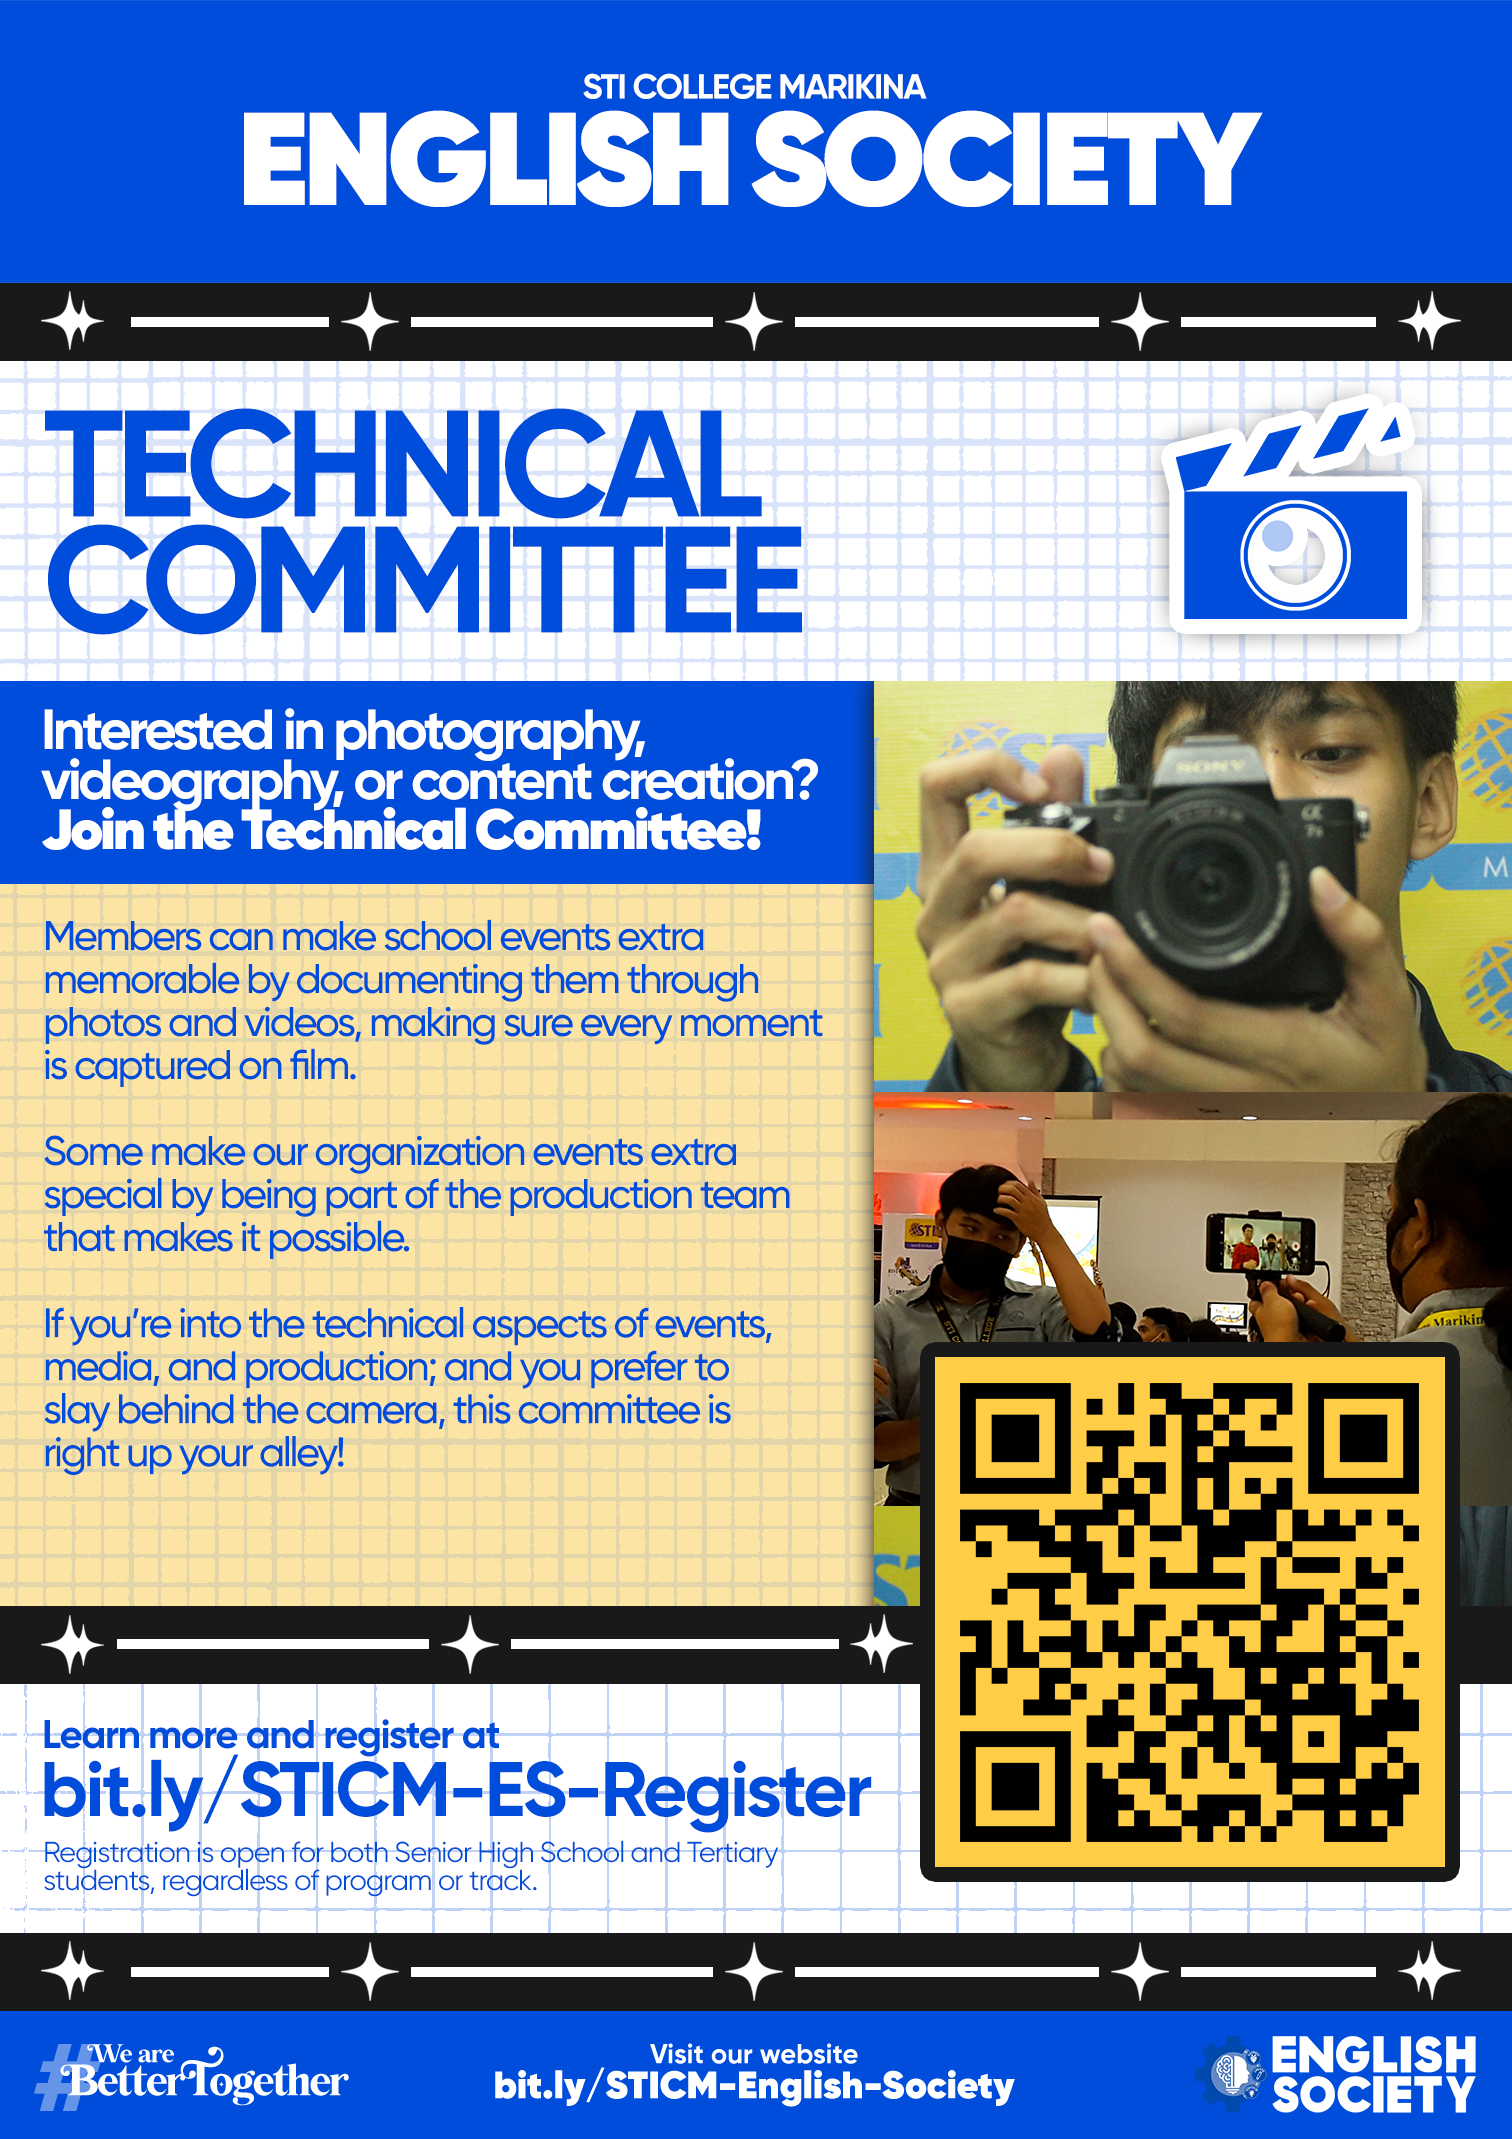 STI COLLEGE MARIKINA
ENGLISH SOCIETY
TECHNICAL
COMMITTEE
Interested in photography,
videography, or content creation?
Join the Technical Committee!
Members can make school events extra
memorable by documenting them through
photos and videos, making sure every moment
is captured on film.
Some make our organization events extra
special by being part of the production team
that makes it possible.
If you’re into the technical aspects of events,
media, and production; and you prefer to
slay behind the camera, this committee is
right up your alley!
SONY
α
7s
M
STI
Marikin
Learn more and register at
bit.ly/STICM-ES-Register
Registration is open for both Senior High School and Tertiary
students, regardless of program or track.
#We are
BetterTogether
Visit our website
bit.ly/STICM-English-Society
ENGLISH
SOCIETY